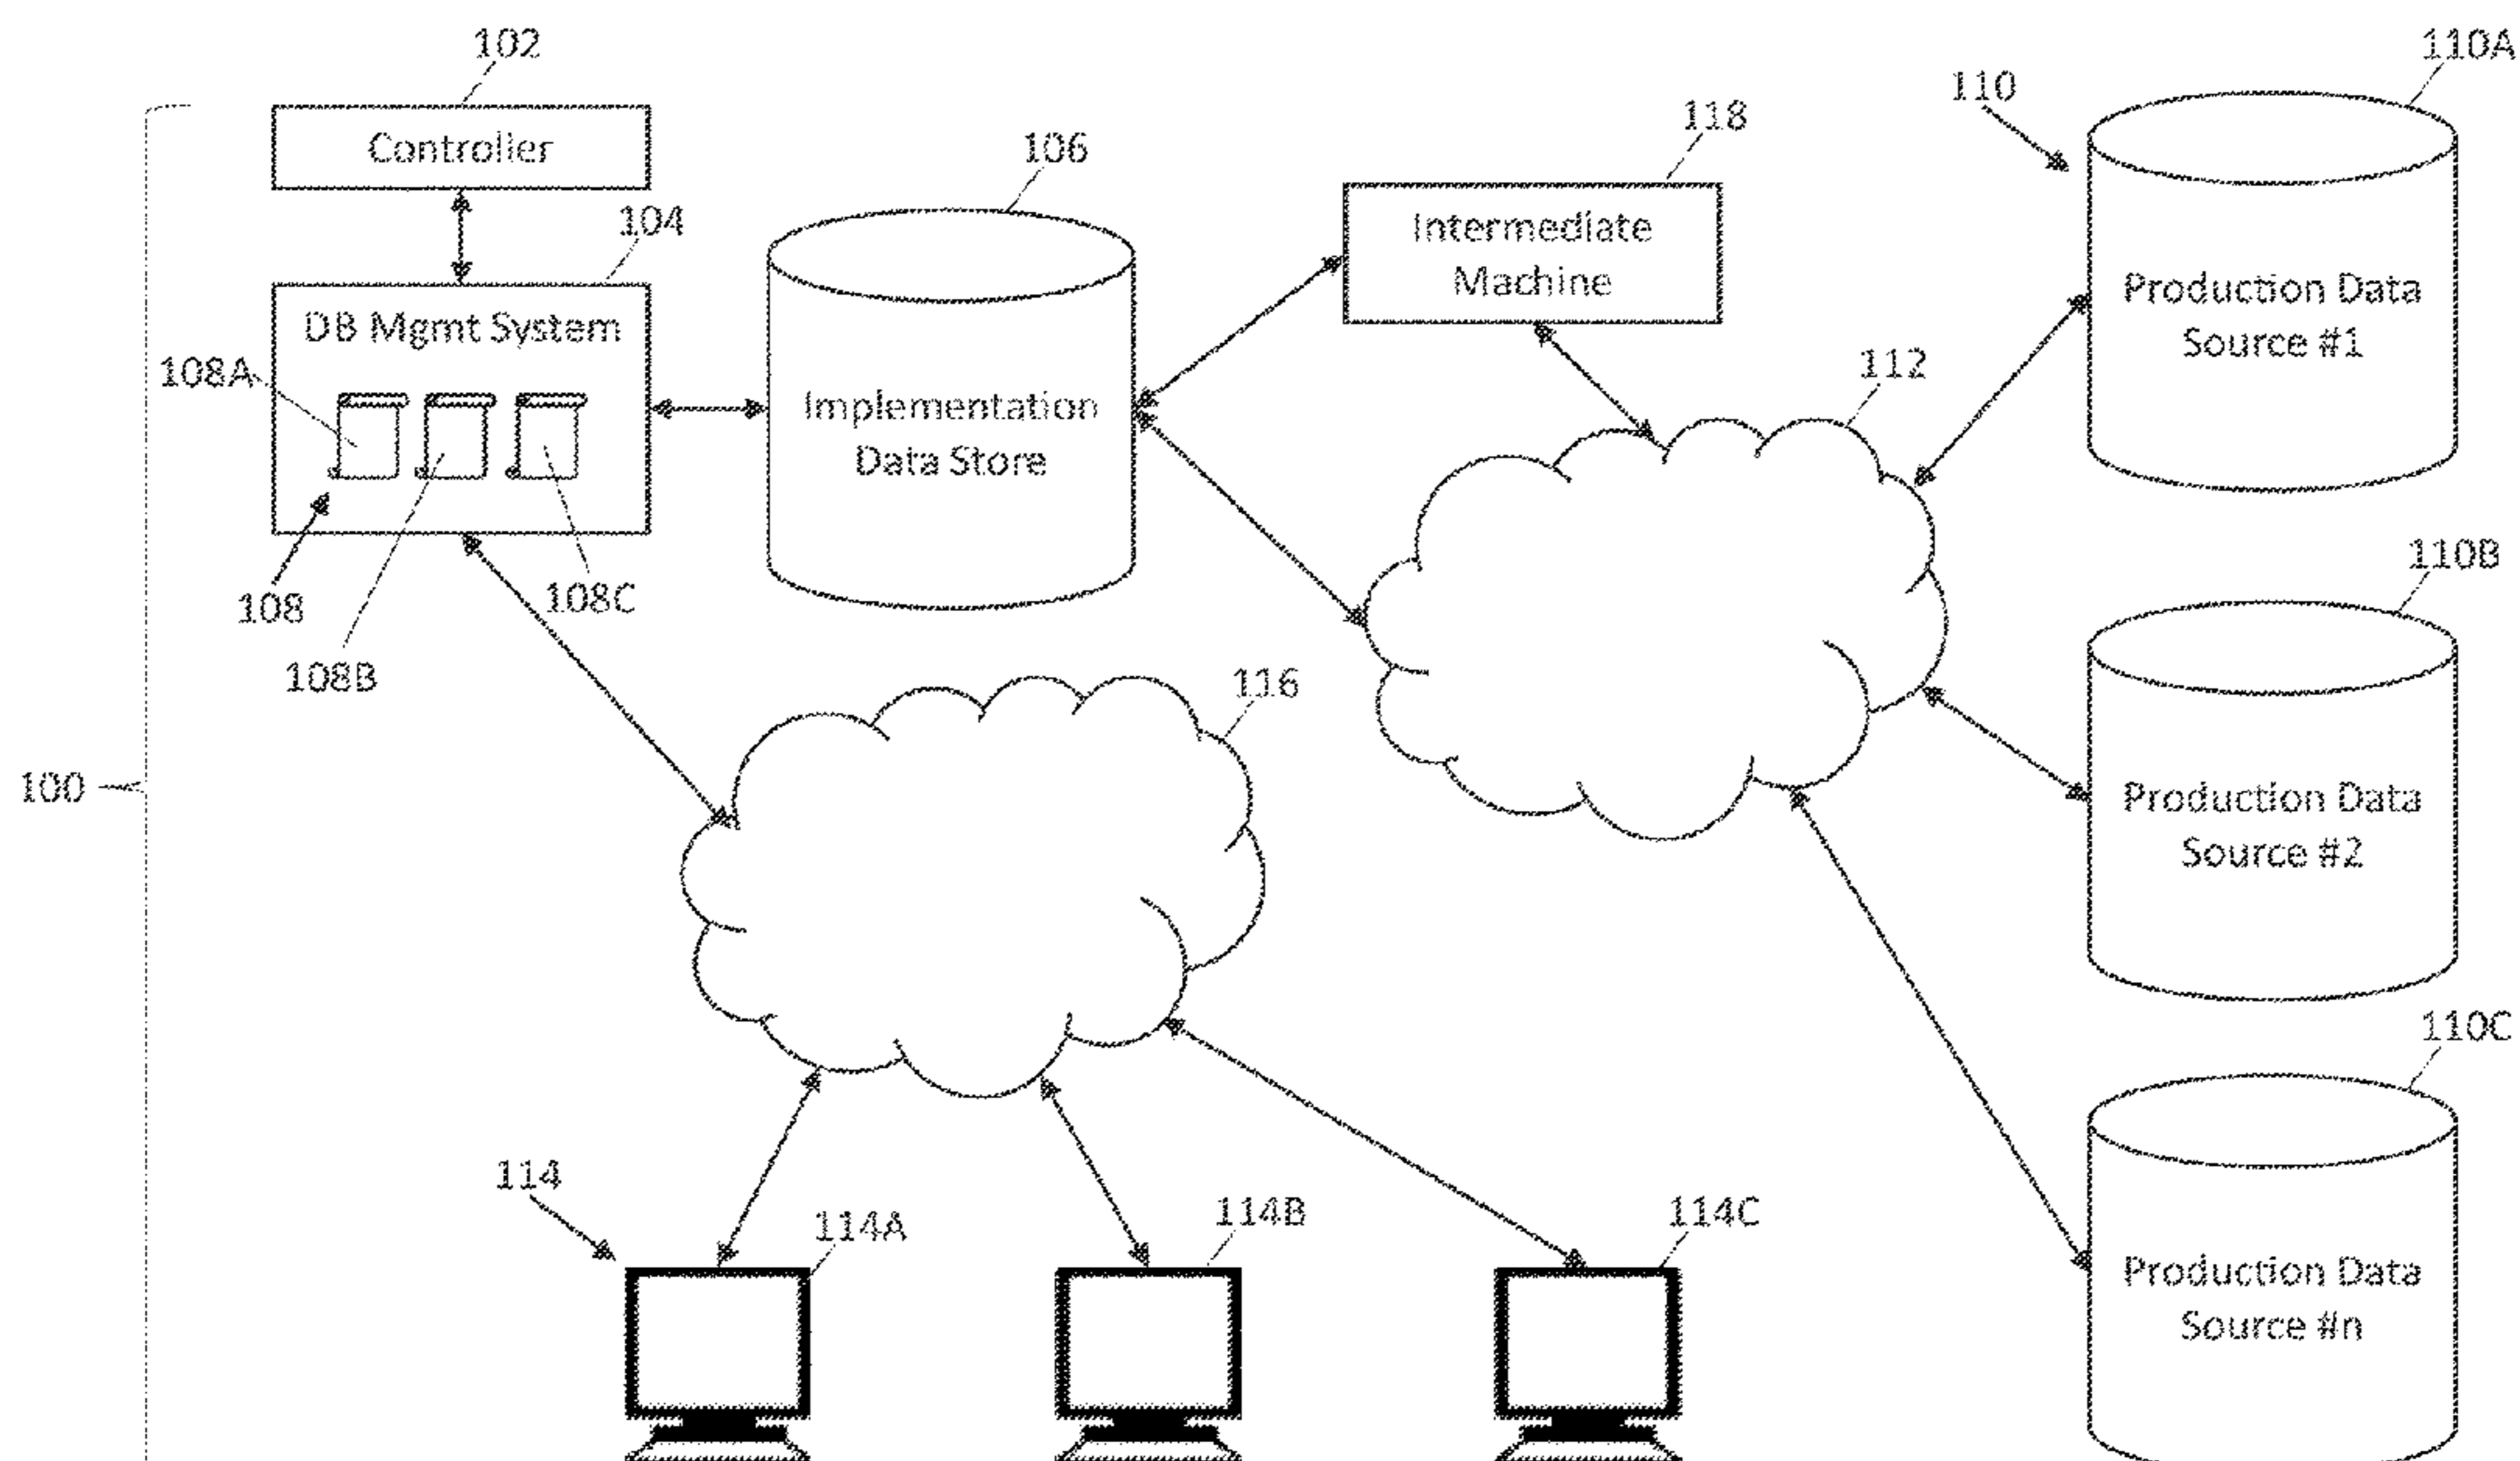 102
110A
110
118
Controller
106
104
Intermediate
Machine
DB Mgmt System
Production Data
Source #1
108A
112
Implementation
Data Store
110B
108
108C
108B
116
100
Production Data
Source #2
110C
114
114A
114B
114C
Production Data
Source #n